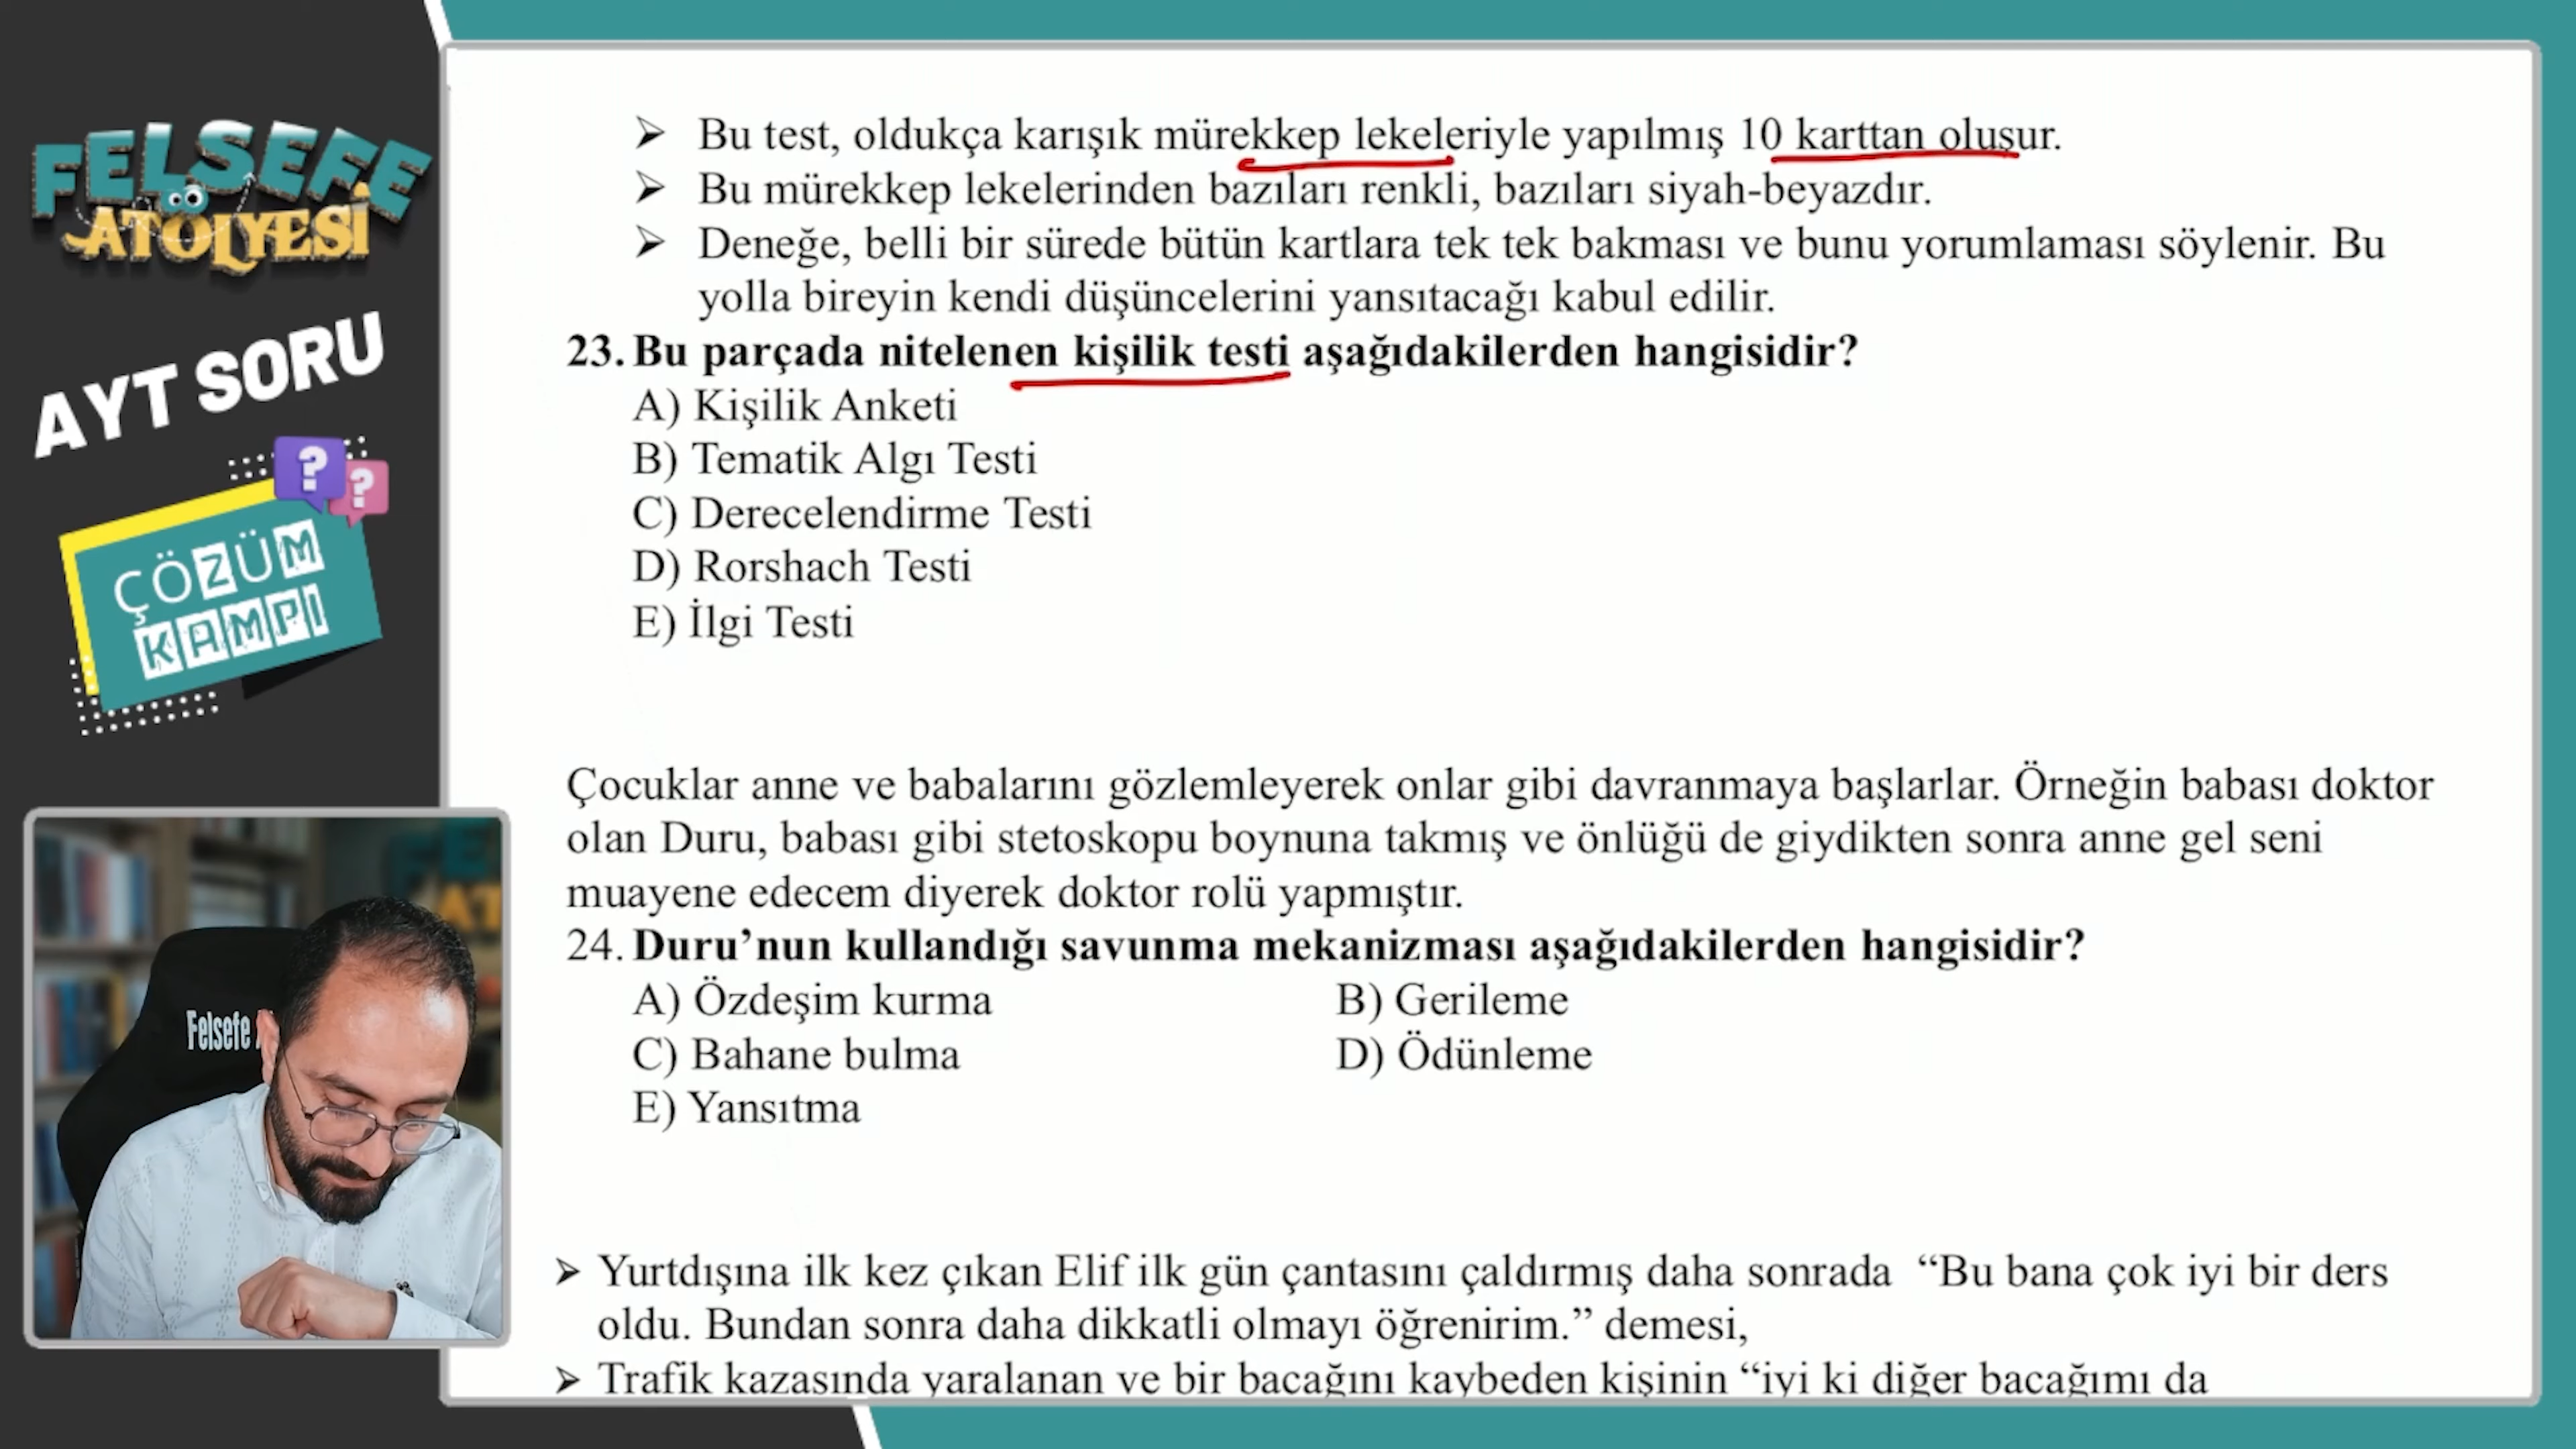 FELSEFE
ATÖLYESİ
AYT SORU
? ?
ÇÖZÜM
KAMPI
➢ Bu test, oldukça karışık mürekkep lekeleriyle yapılmış 10 karttan oluşur.
➢ Bu mürekkep lekelerinden bazıları renkli, bazıları siyah-beyazdır.
➢ Deneğe, belli bir sürede bütün kartlara tek tek bakması ve bunu yorumlaması söylenir. Bu
yolla bireyin kendi düşüncelerini yansıtacağı kabul edilir.
23. Bu parçada nitelenen kişilik testi aşağıdakilerden hangisidir?
A) Kişilik Anketi
B) Tematik Algı Testi
C) Derecelendirme Testi
D) Rorshach Testi
E) İlgi Testi
Çocuklar anne ve babalarını gözlemleyerek onlar gibi davranmaya başlarlar. Örneğin babası doktor
olan Duru, babası gibi stetoskopu boynuna takmış ve önlüğü de giydikten sonra anne gel seni
muayene edecem diyerek doktor rolü yapmıştır.
24. Duru’nun kullandığı savunma mekanizması aşağıdakilerden hangisidir?
A) Özdeşim kurma B) Gerileme
C) Bahane bulma D) Ödünleme
E) Yansıtma
➢ Yurtdışına ilk kez çıkan Elif ilk gün çantasını çaldırmış daha sonrada “Bu bana çok iyi bir ders
oldu. Bundan sonra daha dikkatli olmayı öğrenirim.” demesi,
➢ Trafik kazasında yaralanan ve bir bacağını kaybeden kişinin “iyi ki diğer bacağımı da
Felsefe